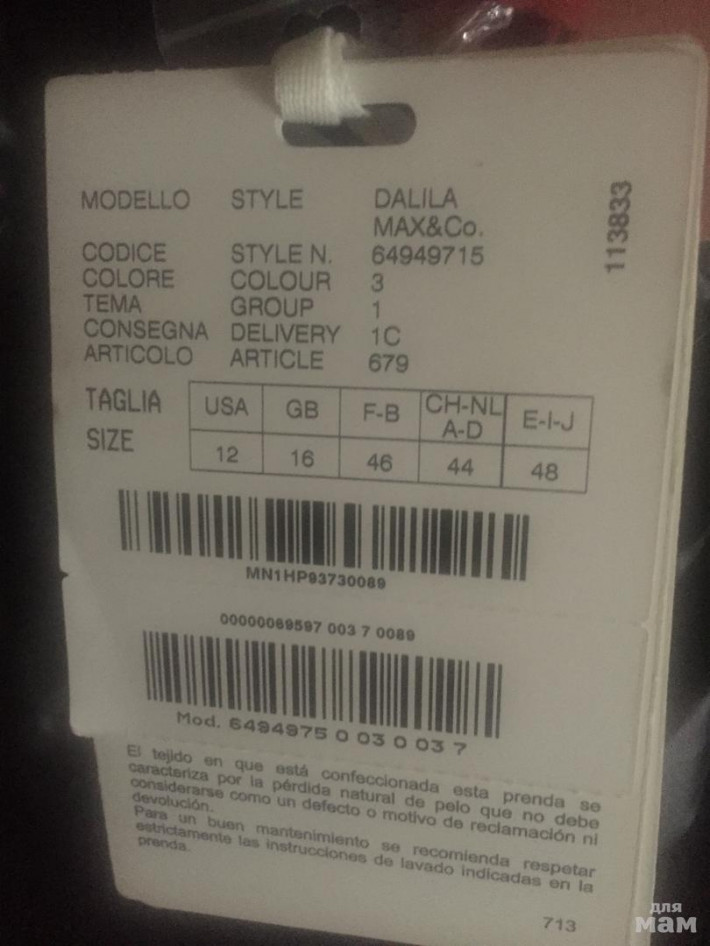 MODELLO STYLE DALILA
MAX&Co.
CODICE STYLE N. 64949715
COLORE COLOUR 3
TEMA GROUP 1
CONSEGNA DELIVERY 1C
ARTICOLO ARTICLE 679
113833
TAGLIA SIZE
USA GB F-B CH-NL A-D E-I-J
12 16 46 44 48
MN1HP93730089
00000069597 003 7 0089
Mod. 6494975 0 03 0 03 7
El tejido en que está confeccionada esta prenda se
caracteriza por la pérdida natural de pelo que no debe
considerarse como un defecto o motivo de reclamación ni
devolución.
Para un buen mantenimiento se recomienda respetar
estrictamente las instrucciones de lavado indicadas en la
prenda.
713
для
мам